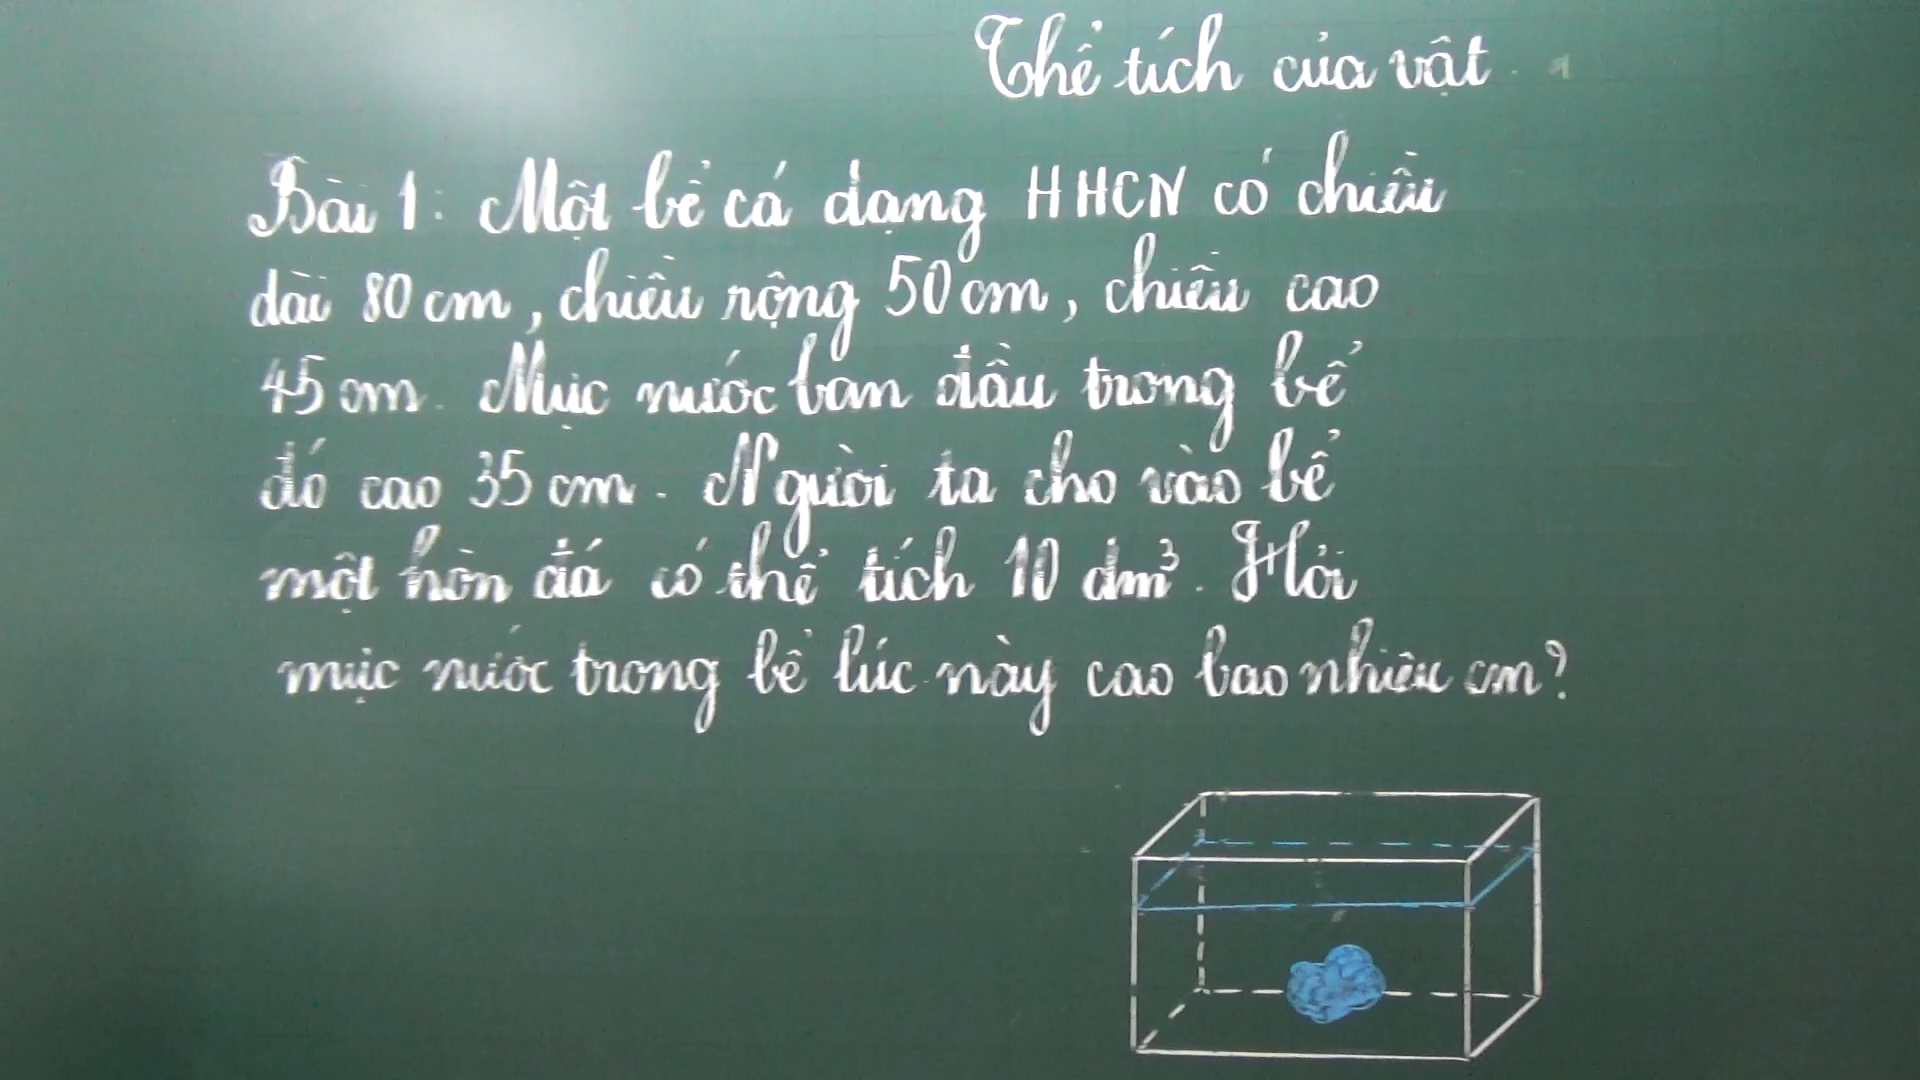 Thể tích của vật
Bài 1: Một bể cá dạng HHCN có chiều
dài 80 cm, chiều rộng 50 cm, chiều cao
45 cm. Mực nước ban đầu trong bể
đó cao 35 cm. Người ta cho vào bể
một hòn đá có thể tích 10 dm³. Hỏi
mực nước trong bể lúc này cao bao nhiêu cm?